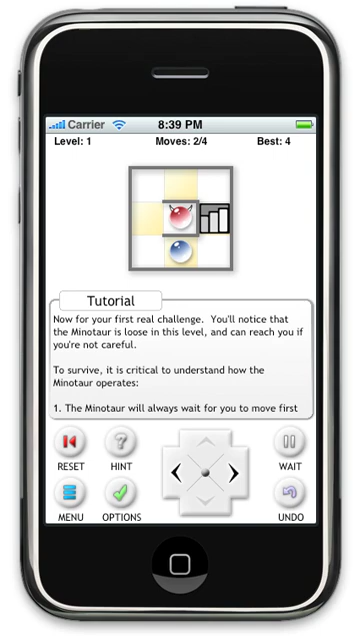 Carrier 8:39 PM
Level: 1 Moves: 2/4 Best: 4
Tutorial
Now for your first real challenge. You'll notice that
the Minotaur is loose in this level, and can reach you if
you're not careful.
To survive, it is critical to understand how the
Minotaur operates:
1. The Minotaur will always wait for you to move first
RESET HINT WAIT
MENU OPTIONS UNDO